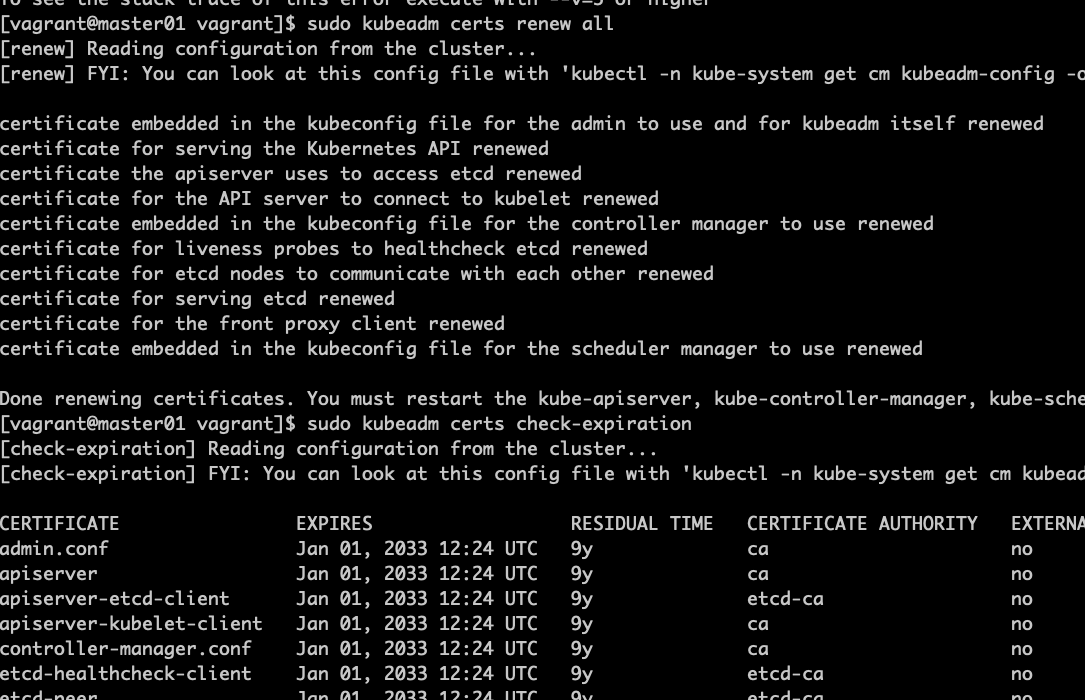 To see the stack trace of this error execute with --v=5 or higher
[vagrant@master01 vagrant]$ sudo kubeadm certs renew all
[renew] Reading configuration from the cluster...
[renew] FYI: You can look at this config file with 'kubectl -n kube-system get cm kubeadm-config -o
certificate embedded in the kubeconfig file for the admin to use and for kubeadm itself renewed
certificate for serving the Kubernetes API renewed
certificate the apiserver uses to access etcd renewed
certificate for the API server to connect to kubelet renewed
certificate embedded in the kubeconfig file for the controller manager to use renewed
certificate for liveness probes to healthcheck etcd renewed
certificate for etcd nodes to communicate with each other renewed
certificate for serving etcd renewed
certificate for the front proxy client renewed
certificate embedded in the kubeconfig file for the scheduler manager to use renewed
Done renewing certificates. You must restart the kube-apiserver, kube-controller-manager, kube-sche
[vagrant@master01 vagrant]$ sudo kubeadm certs check-expiration
[check-expiration] Reading configuration from the cluster...
[check-expiration] FYI: You can look at this config file with 'kubectl -n kube-system get cm kubead
CERTIFICATE EXPIRES RESIDUAL TIME CERTIFICATE AUTHORITY EXTERNA
admin.conf Jan 01, 2033 12:24 UTC 9y ca no
apiserver Jan 01, 2033 12:24 UTC 9y ca no
apiserver-etcd-client Jan 01, 2033 12:24 UTC 9y etcd-ca no
apiserver-kubelet-client Jan 01, 2033 12:24 UTC 9y ca no
controller-manager.conf Jan 01, 2033 12:24 UTC 9y ca no
etcd-healthcheck-client Jan 01, 2033 12:24 UTC 9y etcd-ca no
etcd-peer Jan 01, 2033 12:24 UTC 9y etcd-ca no